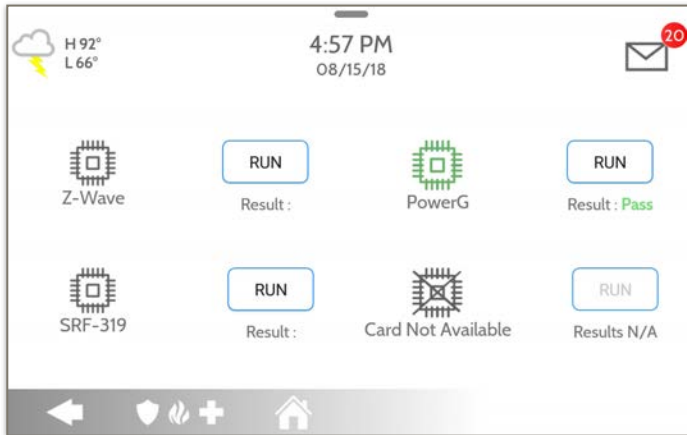 H 92°
L 66°
4:57 PM
08/15/18
20
Z-Wave
RUN
Result :
PowerG
RUN
Result : Pass
SRF-319
RUN
Result :
Card Not Available
RUN
Results N/A